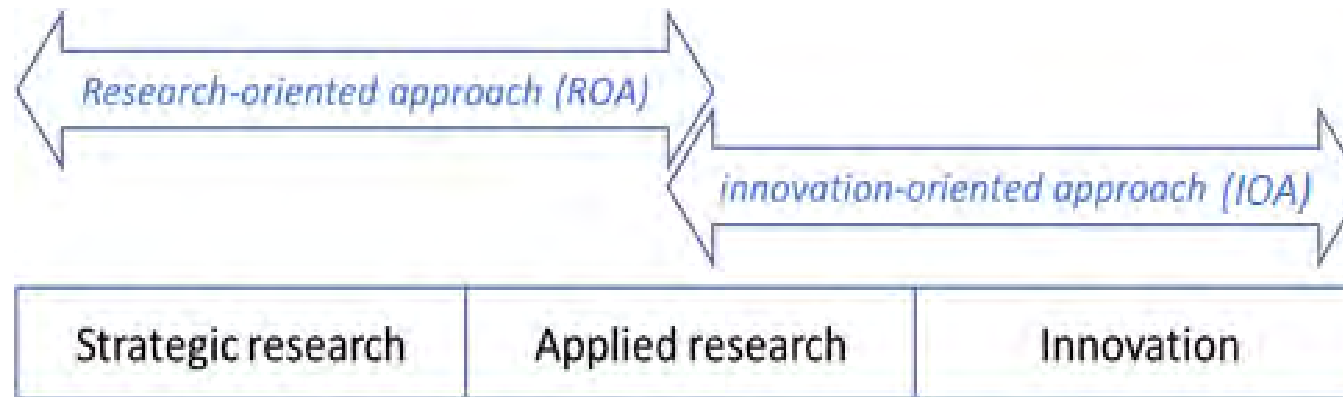 Research-oriented approach (ROA)
innovation-oriented approach (IOA)
Strategic research
Applied research
Innovation